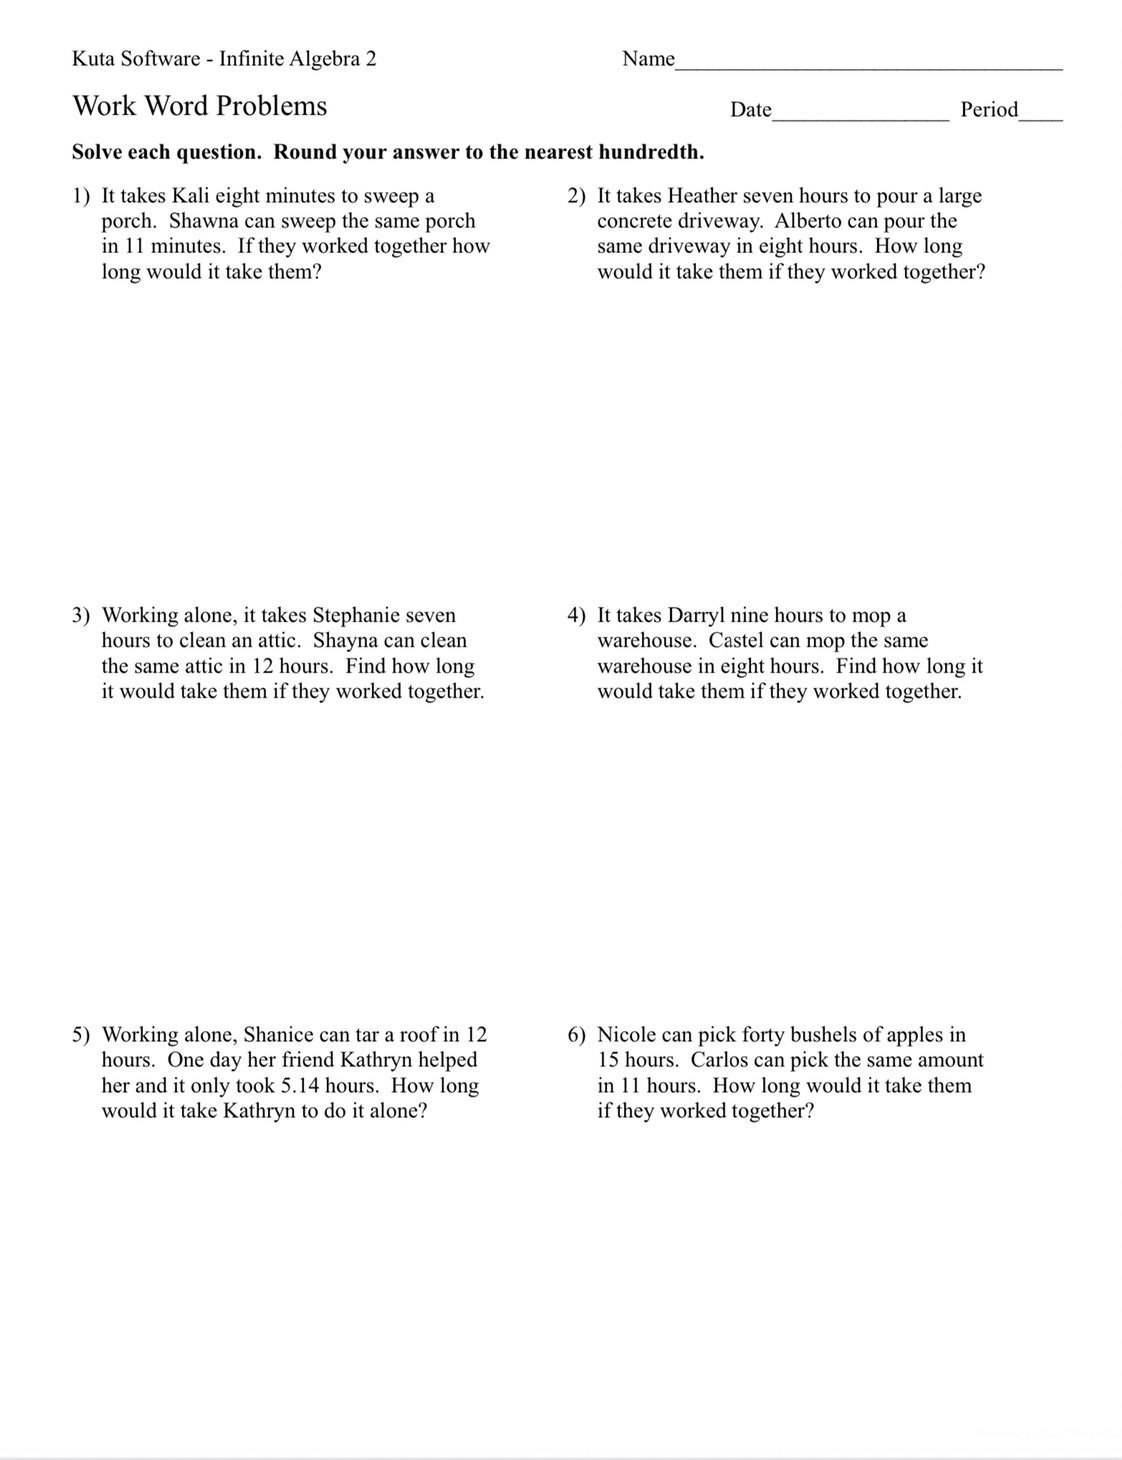 Kuta Software - Infinite Algebra 2
Name___________________________________
Work Word Problems
Date________________ Period____
Solve each question.  Round your answer to the nearest hundredth.
1) It takes Kali eight minutes to sweep a
porch.  Shawna can sweep the same porch
in 11 minutes.  If they worked together how
long would it take them?
2) It takes Heather seven hours to pour a large
concrete driveway.  Alberto can pour the
same driveway in eight hours.  How long
would it take them if they worked together?
3) Working alone, it takes Stephanie seven
hours to clean an attic.  Shayna can clean
the same attic in 12 hours.  Find how long
it would take them if they worked together.
4) It takes Darryl nine hours to mop a
warehouse.  Castel can mop the same
warehouse in eight hours.  Find how long it
would take them if they worked together.
5) Working alone, Shanice can tar a roof in 12
hours.  One day her friend Kathryn helped
her and it only took 5.14 hours.  How long
would it take Kathryn to do it alone?
6) Nicole can pick forty bushels of apples in
15 hours.  Carlos can pick the same amount
in 11 hours.  How long would it take them
if they worked together?